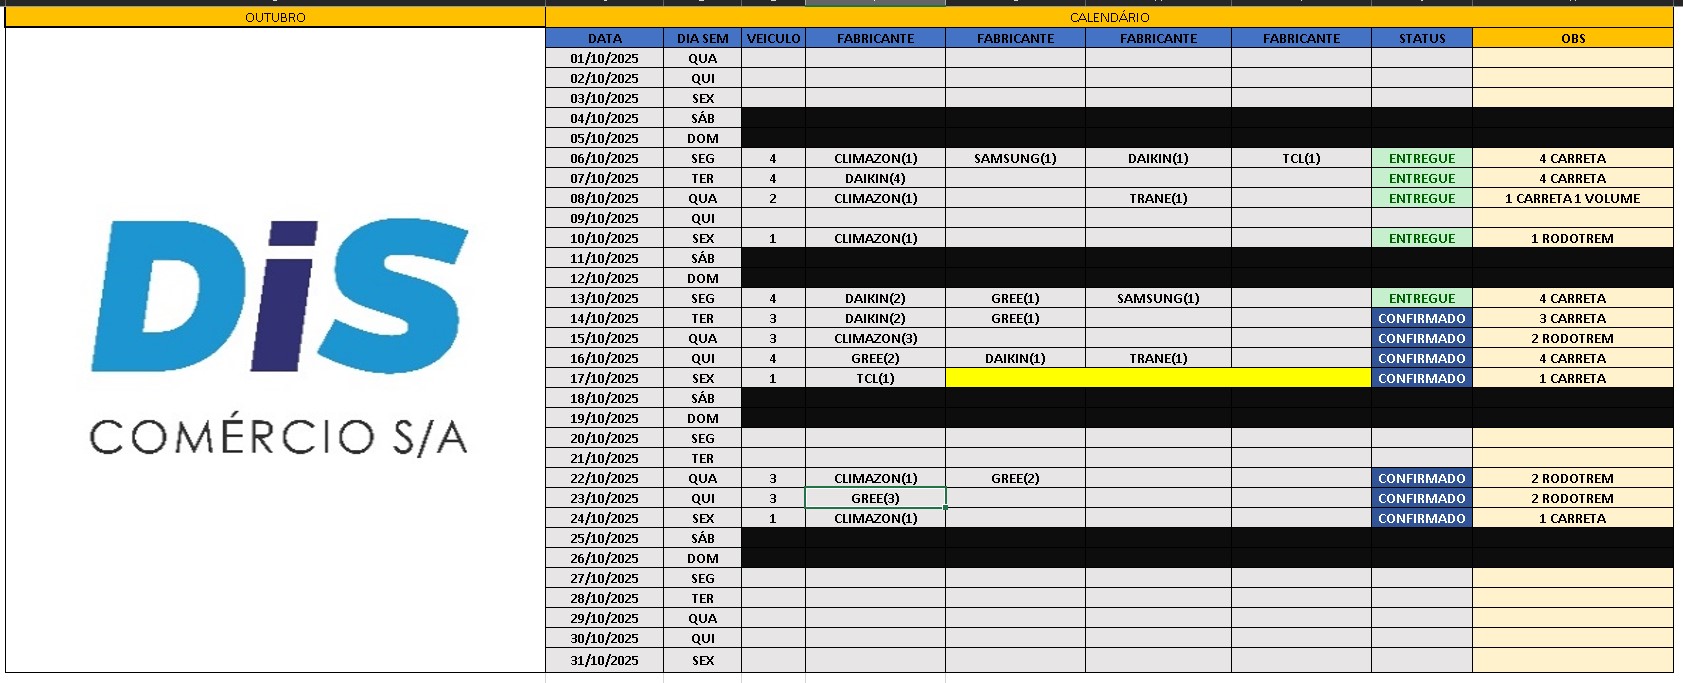 OUTUBRO CALENDÁRIO
DATA DIA SEM VEICULO FABRICANTE FABRICANTE FABRICANTE FABRICANTE STATUS OBS
01/10/2025 QUA
02/10/2025 QUI
03/10/2025 SEX
04/10/2025 SÁB
05/10/2025 DOM
06/10/2025 SEG 4 CLIMAZON(1) SAMSUNG(1) DAIKIN(1) TCL(1) ENTREGUE 4 CARRETA
07/10/2025 TER 4 DAIKIN(4) ENTREGUE 4 CARRETA
08/10/2025 QUA 2 CLIMAZON(1) TRANE(1) ENTREGUE 1 CARRETA 1 VOLUME
09/10/2025 QUI
10/10/2025 SEX 1 CLIMAZON(1) ENTREGUE 1 RODOTREM
11/10/2025 SÁB
12/10/2025 DOM
13/10/2025 SEG 4 DAIKIN(2) GREE(1) SAMSUNG(1) ENTREGUE 4 CARRETA
14/10/2025 TER 3 DAIKIN(2) GREE(1) CONFIRMADO 3 CARRETA
15/10/2025 QUA 3 CLIMAZON(3) CONFIRMADO 2 RODOTREM
16/10/2025 QUI 4 GREE(2) DAIKIN(1) TRANE(1) CONFIRMADO 4 CARRETA
17/10/2025 SEX 1 TCL(1) CONFIRMADO 1 CARRETA
18/10/2025 SÁB
19/10/2025 DOM
20/10/2025 SEG
21/10/2025 TER
22/10/2025 QUA 3 CLIMAZON(1) GREE(2) CONFIRMADO 2 RODOTREM
23/10/2025 QUI 3 GREE(3) CONFIRMADO 2 RODOTREM
24/10/2025 SEX 1 CLIMAZON(1) CONFIRMADO 1 CARRETA
25/10/2025 SÁB
26/10/2025 DOM
27/10/2025 SEG
28/10/2025 TER
29/10/2025 QUA
30/10/2025 QUI
31/10/2025 SEX
DiS
COMÉRCIO S/A